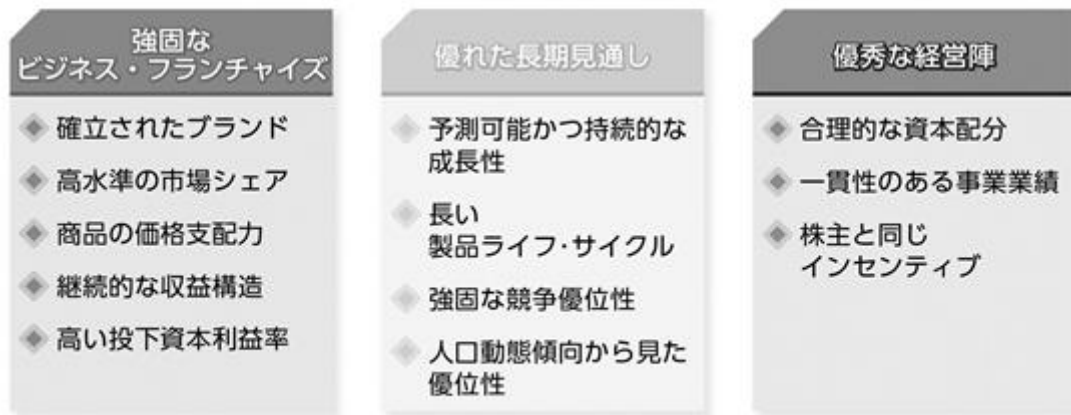 強固な
ビジネス・フランチャイズ
確立されたブランド
高水準の市場シェア
商品の価格支配力
継続的な収益構造
高い投下資本利益率
優れた長期見通し
予測可能かつ持続的な
成長性
長い
製品ライフ・サイクル
強固な競争優位性
人口動態傾向から見た
優位性
優秀な経営陣
合理的な資本配分
一貫性のある事業業績
株主と同じ
インセンティブ